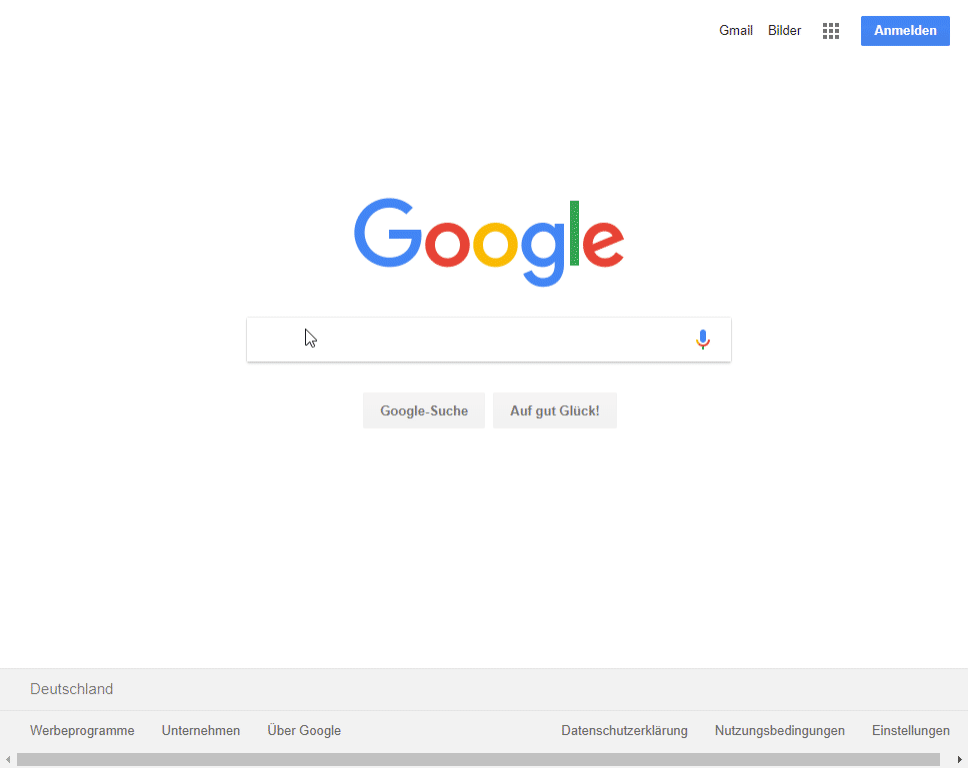 Gmail Bilder Anmelden
Google
Google-Suche Auf gut Glück!
Deutschland
Werbeprogramme Unternehmen Über Google Datenschutzerklärung Nutzungsbedingungen Einstellungen